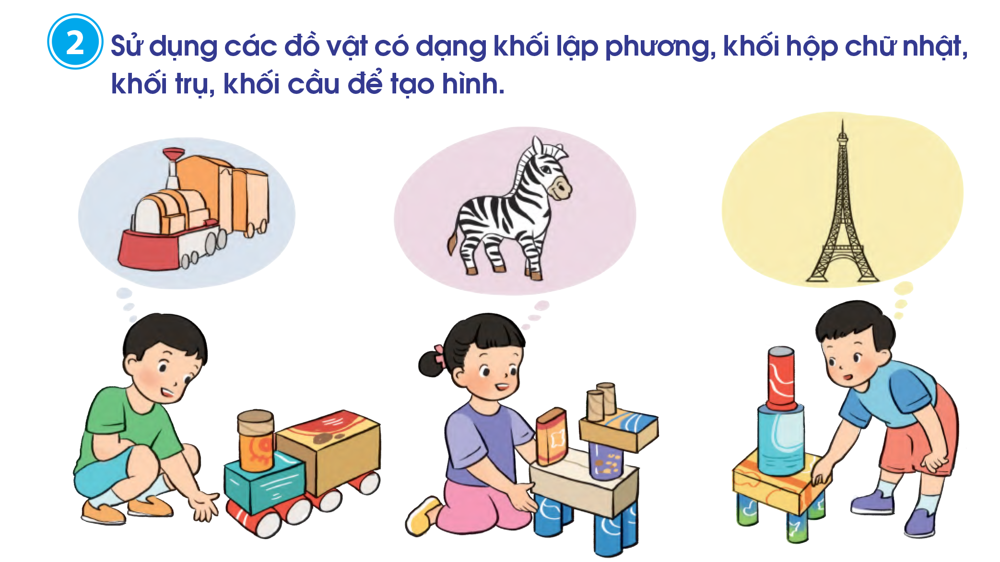 2 Sử dụng các đồ vật có dạng khối lập phương, khối hộp chữ nhật,
khối trụ, khối cầu để tạo hình.